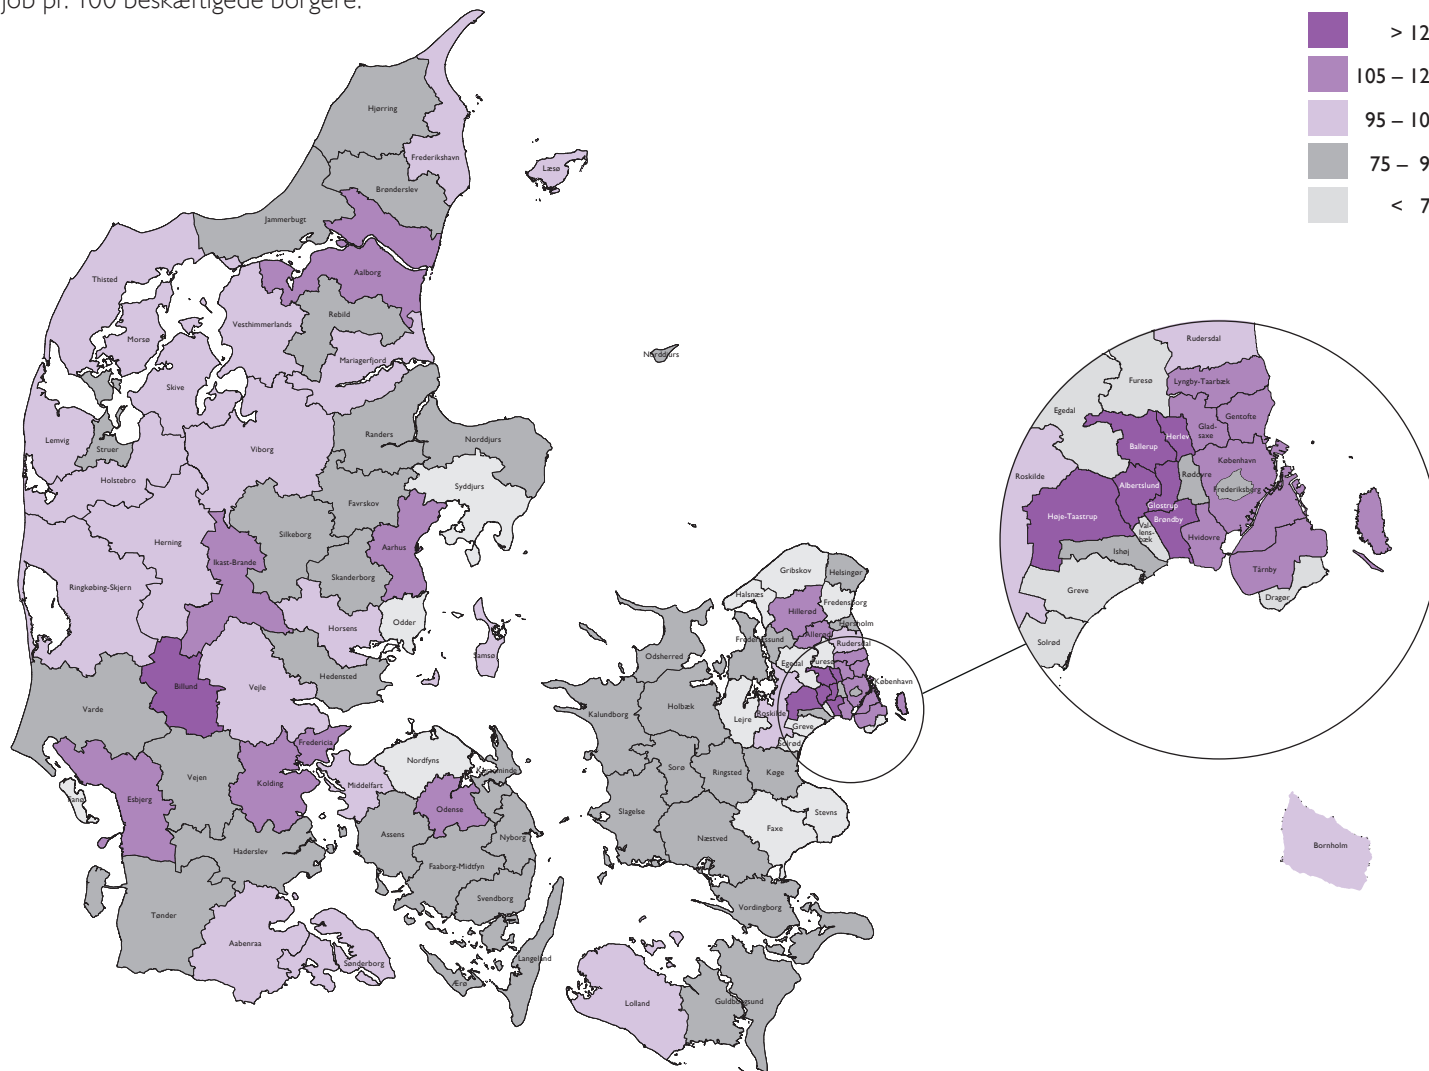 job pr. 100 beskæftigede borgere.
> 12
105 – 12
95 – 10
75 – 9
< 7
Hjørring
Frederikshavn
Læsø
Brønderslev
Jammerbugt
Aalborg
Thisted
Vesthimmerlands
Rebild
Morsø
Mariagerfjord
Norddjurs
Skive
Lemvig
Struer
Viborg
Randers
Norddjurs
Holstebro
Syddjurs
Favrskov
Silkeborg
Herning
Aarhus
Ikast-Brande
Skanderborg
Ringkøbing-Skjern
Horsens
Odder
Samsø
Hedensted
Billund
Vejle
Varde
Fredericia
Nordfyns
Kerteminde
Vejen
Kolding
Middelfart
Fanø
Esbjerg
Odense
Assens
Nyborg
Haderslev
Faaborg-Midtfyn
Svendborg
Tønder
Aabenraa
Sønderborg
Langeland
Ærø
Gribskov
Helsingør
Halsnæs
Fredensborg
Hillerød
Hørsholm
Allerød
Frederikssund
Rudersdal
Odsherred
Egedal
Furesø
København
Kalundborg
Holbæk
Lejre
Roskilde
Greve
Solrød
Sorø
Ringsted
Køge
Slagelse
Stevns
Faxe
Næstved
Vordingborg
Lolland
Guldborgsund
Rudersdal
Furesø
Lyngby-Taarbæk
Egedal
Gentofte
Glad-
saxe
Herlev
Ballerup
København
Roskilde
Rødovre
Albertslund
Frederiksberg
Glostrup
Høje-Taastrup
Brøndby
Val-
lens-
bæk
Hvidovre
Ishøj
Tårnby
Greve
Dragør
Solrød
Bornholm